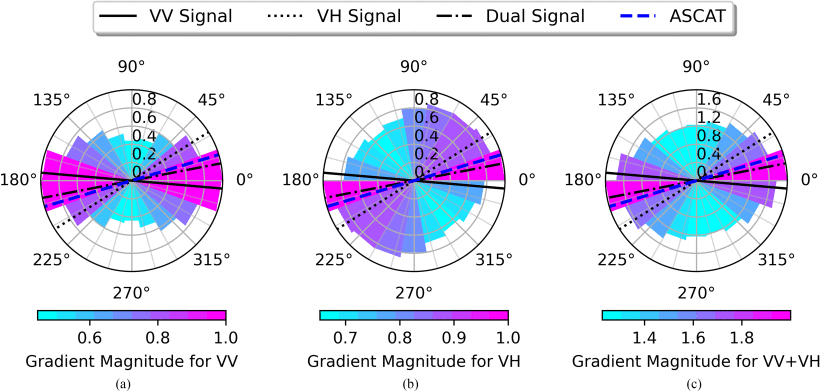 VV Signal VH Signal Dual Signal ASCAT
90° 90° 90°
135° 45° 135° 45° 135° 45°
0.8 0.8 1.6
0.6 0.6 1.2
0.4 0.4 0.8
0.2 0.2 0.4
0 0 0
180° 0° 180° 0° 180° 0°
225° 315° 225° 315° 225° 315°
270° 270° 270°
0.6 0.8 1.0 0.7 0.8 0.9 1.0 1.4 1.6 1.8
Gradient Magnitude for VV Gradient Magnitude for VH Gradient Magnitude for VV+VH
(a) (b) (c)